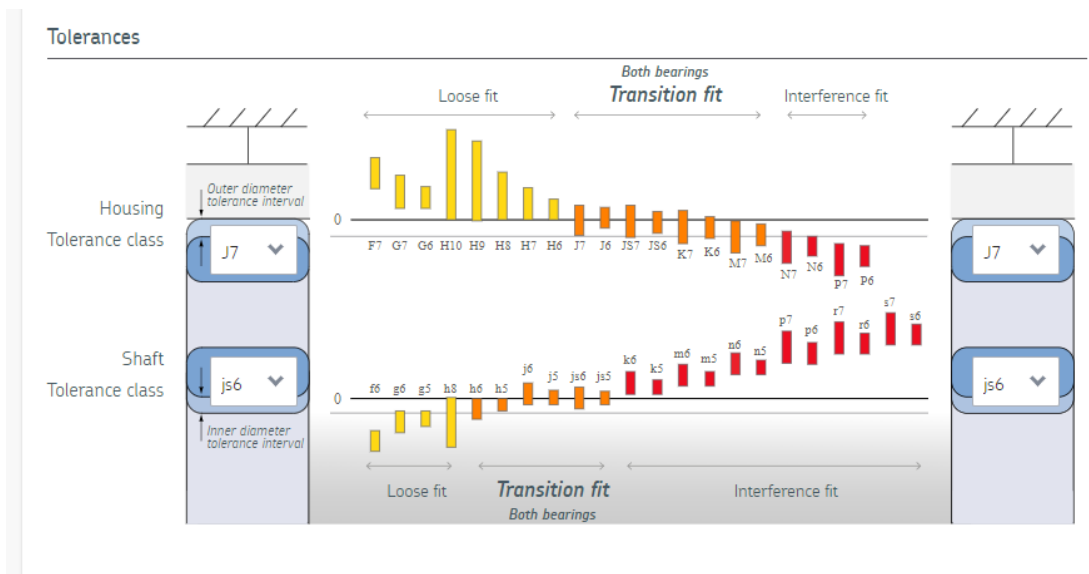 Tolerances
Both bearings
Loose fit
Transition fit
Interference fit
Outer diameter
tolerance interval
Housing
Tolerance class
J7
0
F7 G7 G6 H10 H9 H8 H7 H6 J7 J6 JS7 JS6 K7 K6 M7 M6 N7 N6 P7 P6
J7
Shaft
Tolerance class
js6
0
f6 g6 g5 h8 h6 h5 j6 j5 js6 js5 k6 k5 m6 m5 n6 n5 p7 p6 r7 r6 s7 s6
js6
Inner diameter
tolerance interval
Loose fit
Transition fit
Interference fit
Both bearings